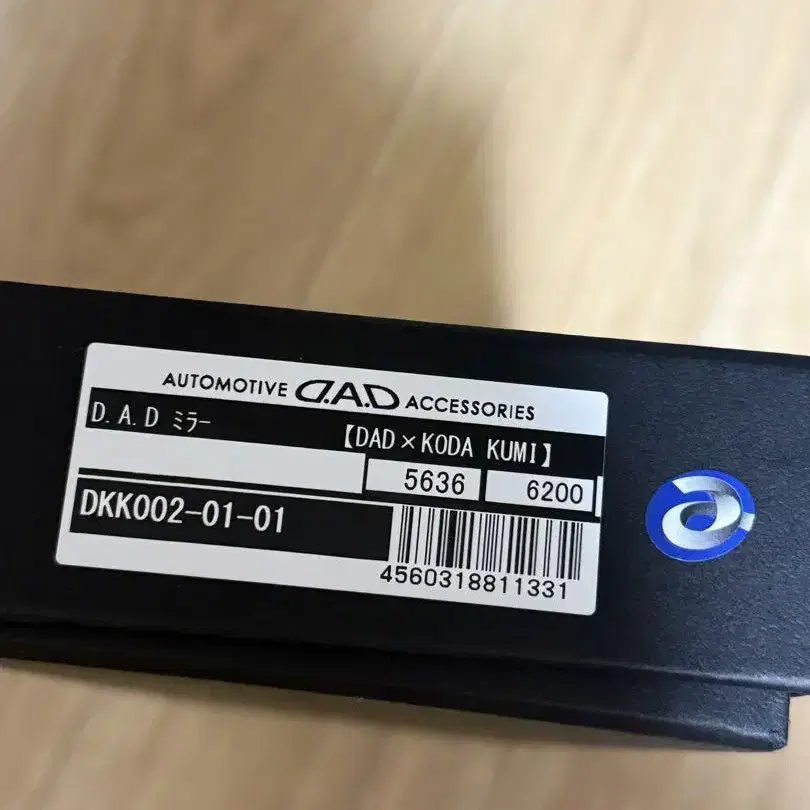 AUTOMOTIVE D.A.D ACCESSORIES
D.A.D ミラー
【DAD×KODA KUMI】
5636 6200
DKK002-01-01
4560318811331